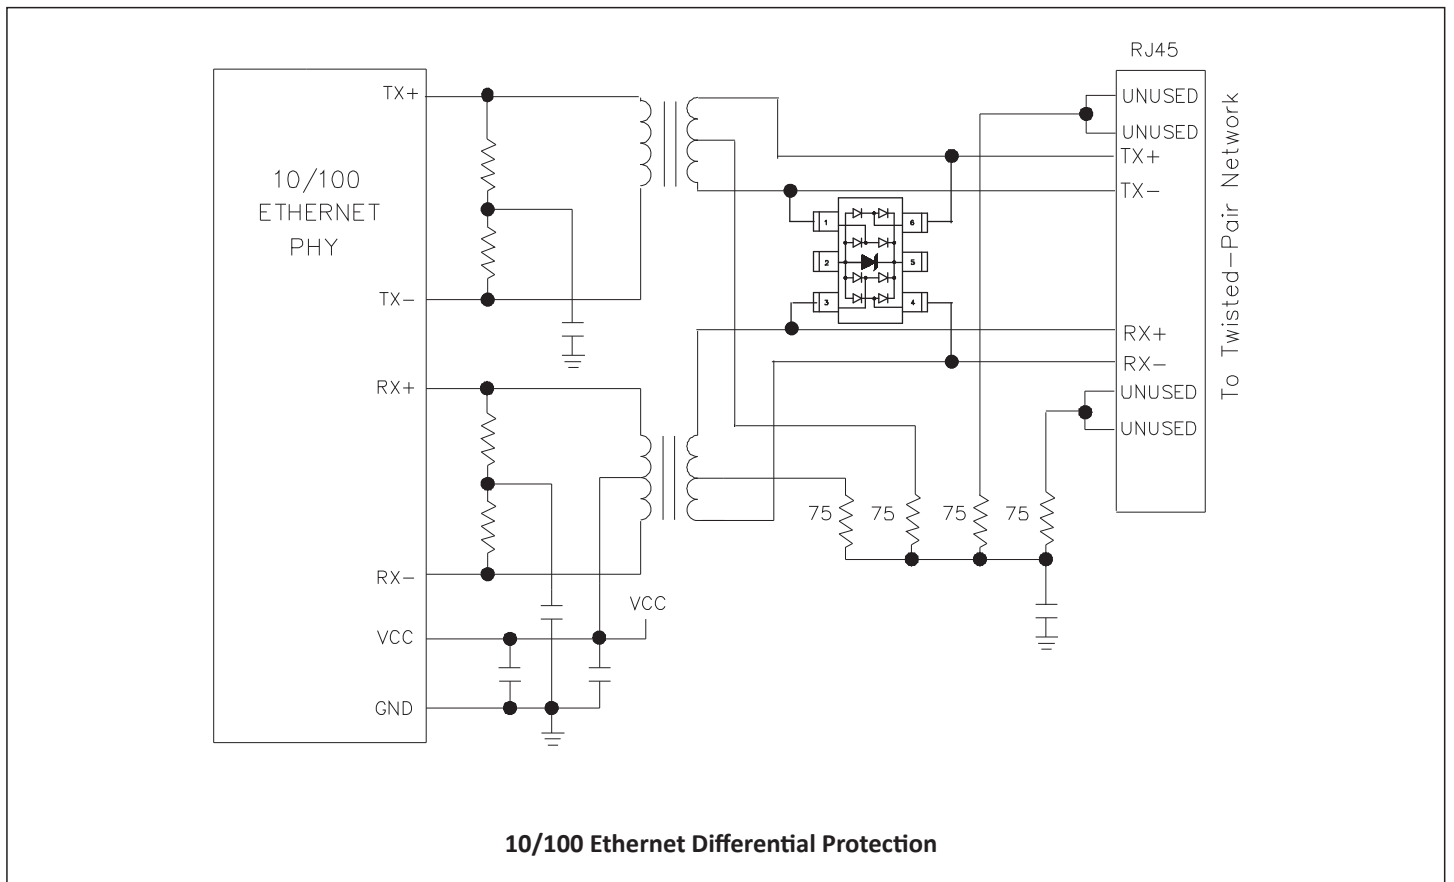 RJ45
TX+
UNUSED
UNUSED
TX+
TX-
10/100
ETHERNET
PHY
1
6
2
5
3
4
TX-
RX+
RX-
To Twisted-Pair Network
RX+
UNUSED
UNUSED
75
75
75
75
RX-
VCC
VCC
GND
10/100 Ethernet Differential Protection